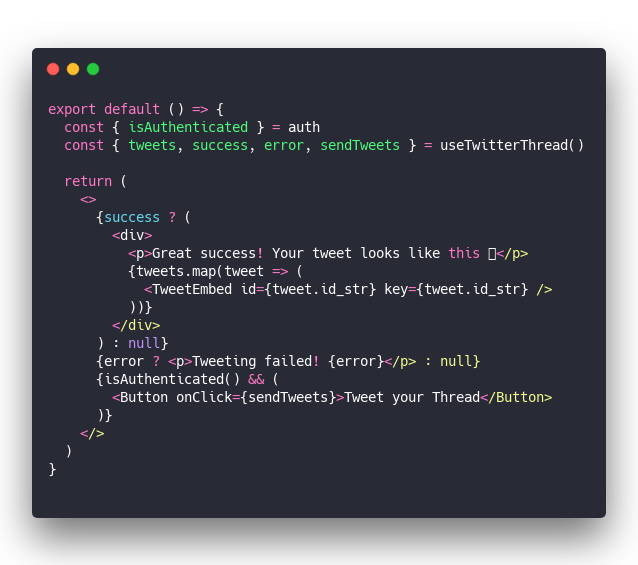 export default () => {
  const { isAuthenticated } = auth
  const { tweets, success, error, sendTweets } = useTwitterThread()

  return (
    <>
      {success ? (
        <div>
          <p>Great success! Your tweet looks like this </p>
          {tweets.map(tweet => (
            <TweetEmbed id={tweet.id_str} key={tweet.id_str} />
          ))}
        </div>
      ) : null}
      {error ? <p>Tweeting failed! {error}</p> : null}
      {isAuthenticated() && (
        <Button onClick={sendTweets}>Tweet your Thread</Button>
      )}
    </>
  )
}